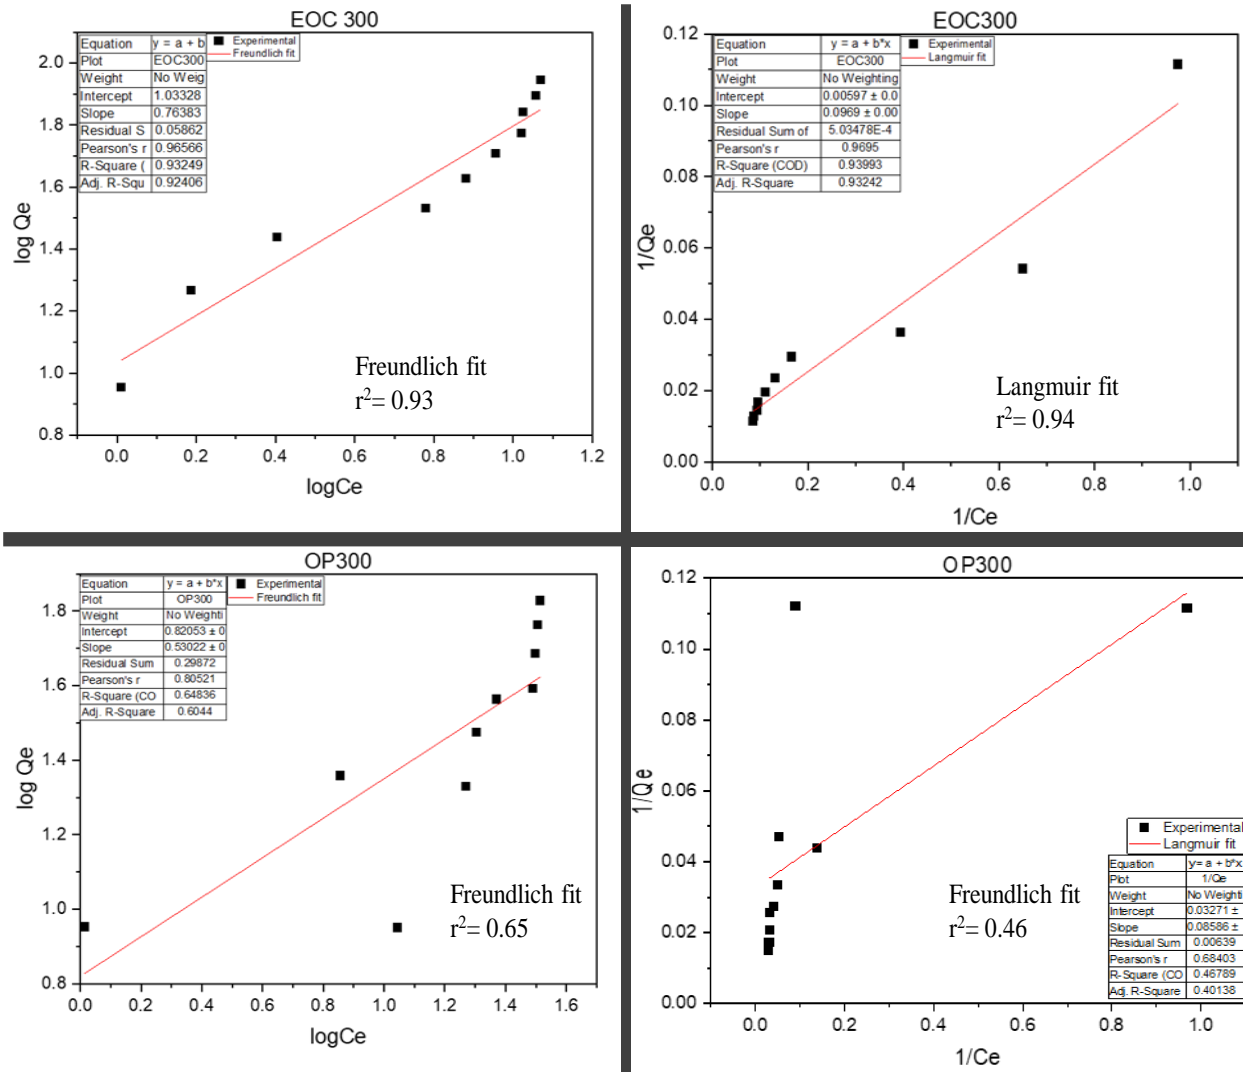 EOC 300
Equation y = a + b
Plot EOC300
Weight No Weig
Intercept 1.03328
Slope 0.76383
Residual S 0.05862
Pearson's r 0.96566
R-Square ( 0.93249
Adj. R-Squ 0.92406
Experimental
Freundlich fit
2.0
1.8
1.6
1.4
1.2
1.0
0.8
log Qe
Freundlich fit
r²= 0.93
0.0 0.2 0.4 0.6 0.8 1.0 1.2
logCe
EOC300
Equation y = a + b*x
Plot EOC300
Weight No Weighting
Intercept 0.00597 ± 0.0
Slope 0.0969 ± 0.00
Residual Sum of 5.03478E-4
Pearson's r 0.9695
R-Square (COD) 0.93993
Adj. R-Square 0.93242
Experimental
Langmuir fit
0.12
0.10
0.08
0.06
0.04
0.02
0.00
1/Qe
Langmuir fit
r²= 0.94
0.0 0.2 0.4 0.6 0.8 1.0
1/Ce
OP300
Equation y = a + b*x
Plot OP300
Weight No Weighti
Intercept 0.82053 ± 0
Slope 0.53022 ± 0
Residual Sum 0.29872
Pearson's r 0.80521
R-Square (CO 0.64836
Adj. R-Square 0.6044
Experimental
Freundlich fit
1.8
1.6
1.4
1.2
1.0
0.8
log Qe
Freundlich fit
r²= 0.65
0.0 0.2 0.4 0.6 0.8 1.0 1.2 1.4 1.6
logCe
OP300
0.12
0.10
0.08
0.06
0.04
0.02
0.00
1/Qe
Experimental
Langmuir fit
Equation y= a + b*x
Plot 1/Qe
Weight No Weighti
Intercept 0.03271 ±
Slope 0.08586 ±
Residual Sum 0.00639
Pearson's r 0.68403
R-Square (CO 0.46789
Adj. R-Square 0.40138
Freundlich fit
r²= 0.46
0.0 0.2 0.4 0.6 0.8 1.0
1/Ce